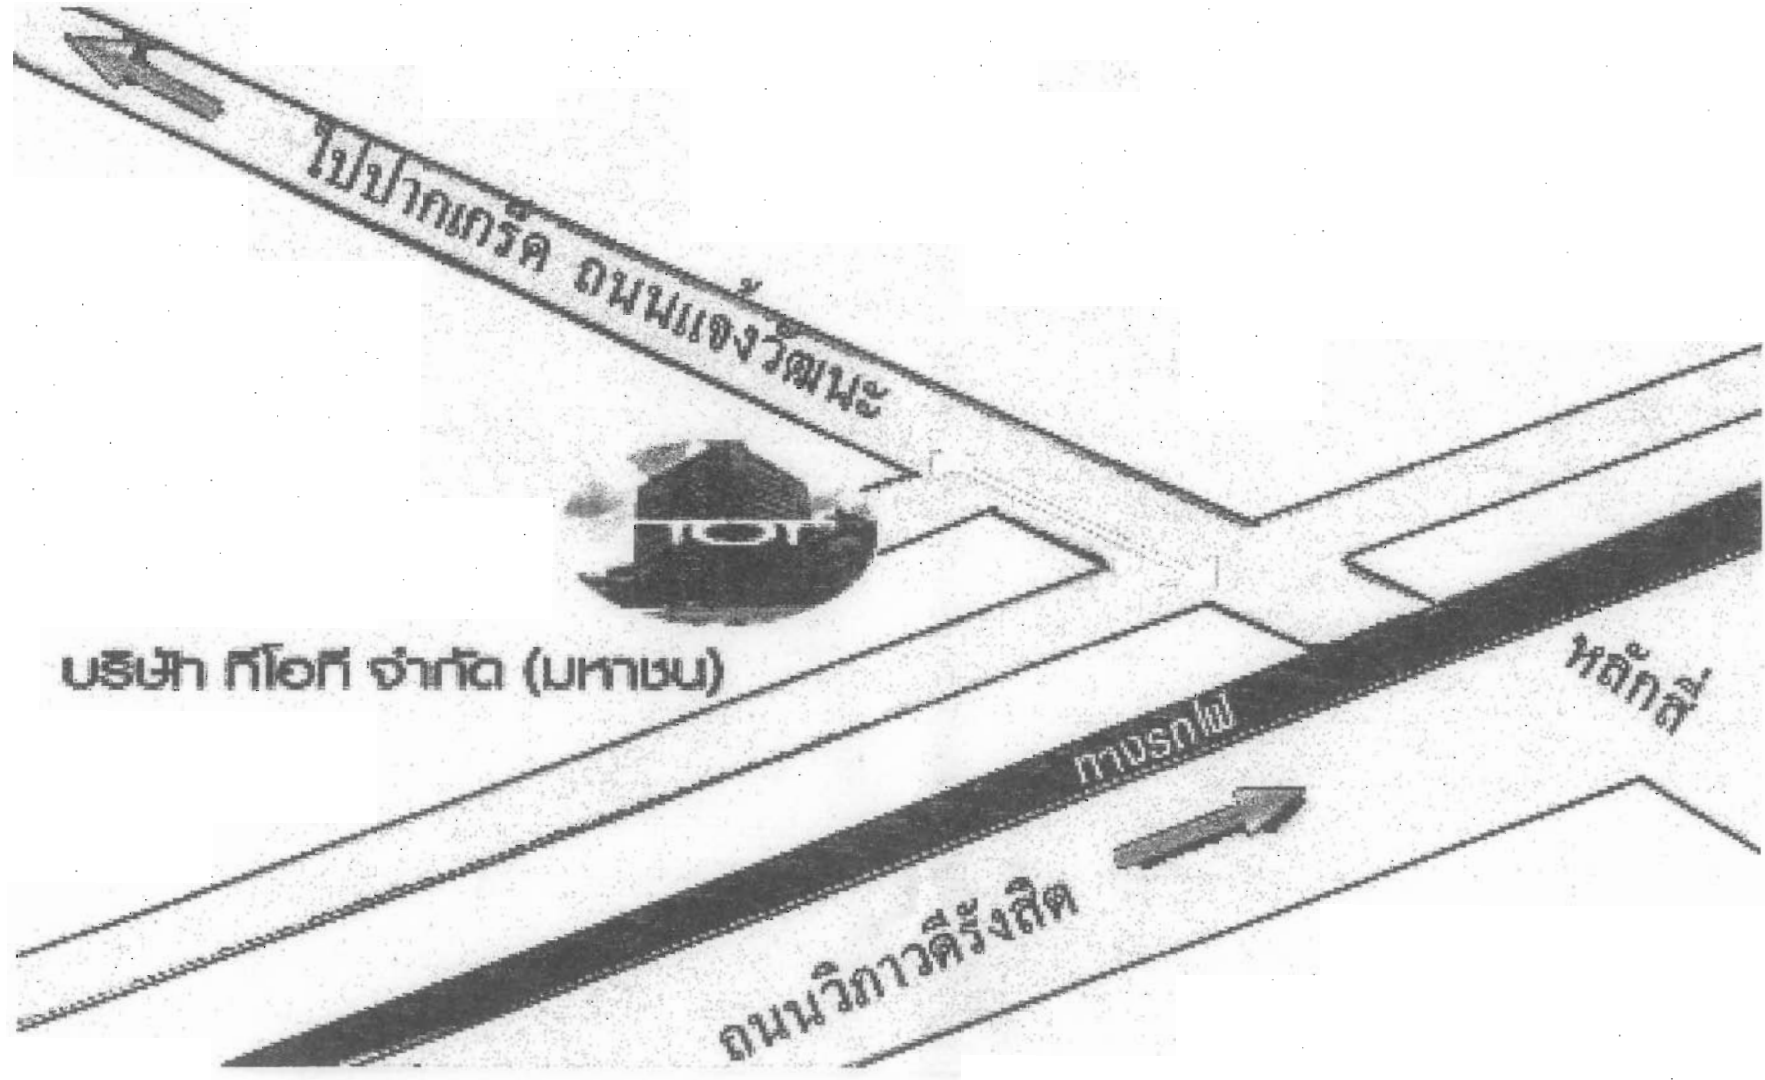 ไปปากเกร็ด ถนนแจ้งวัฒนะ
TOT
บริษัท ทีโอที จำกัด (มหาชน)
หลักสี่
ทางรถไฟ
ถนนวิภาวดีรังสิต